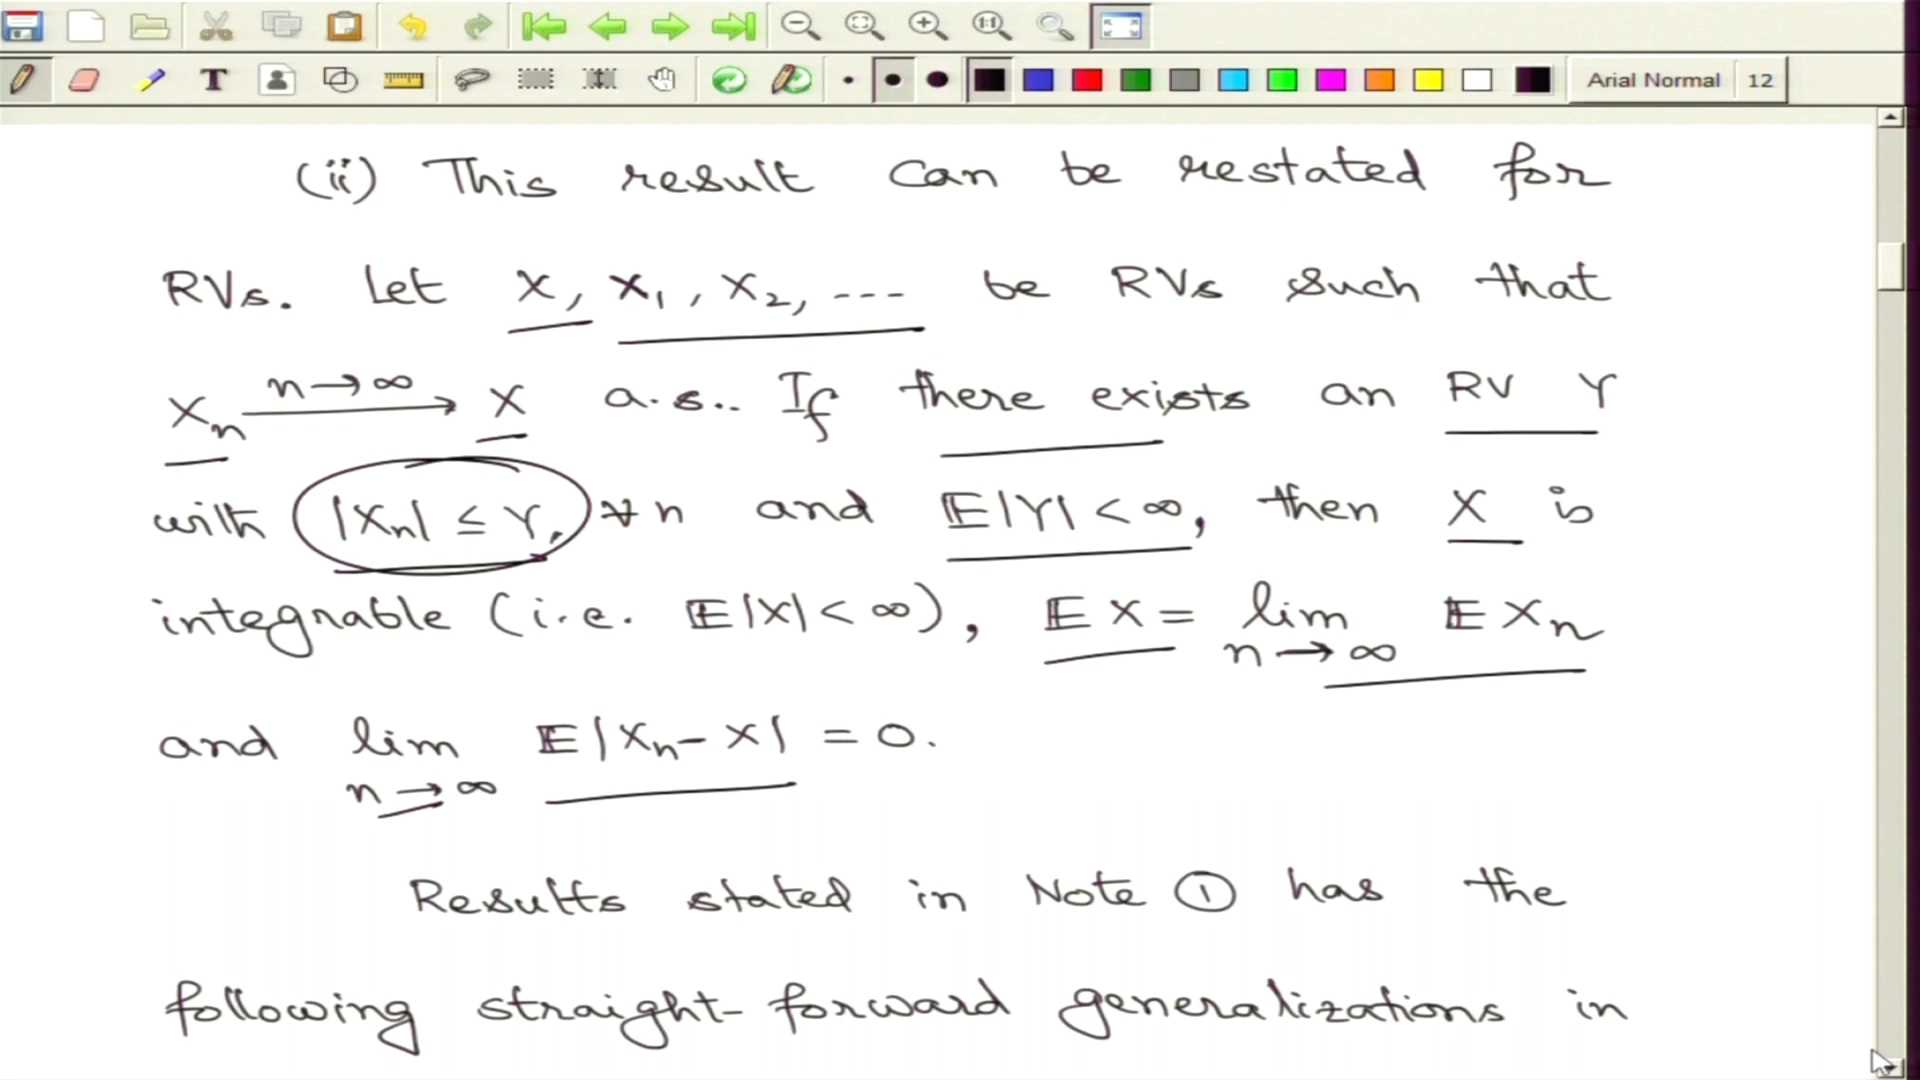 T
1:1
Arial Normal 12
(ii) This result can be restated for
RVs. Let X, X₁, X₂, --- be RVs such that
Xₙ n→∞ X a.s.. If there exists an RV Y
with |Xₙ| ≤ Y, ∀n and 𝔼|Y| < ∞, then X is
integrable (i.e. 𝔼|X| < ∞), 𝔼X = lim n→∞ 𝔼Xₙ
and lim n→∞ 𝔼|Xₙ - X| = 0.
Results stated in Note ① has the
following straight-forward generalizations in